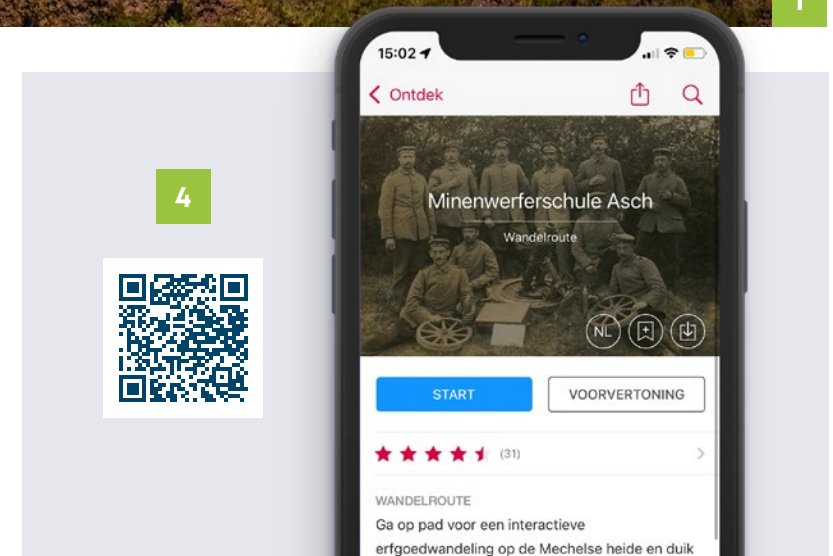 15:02
Ontdek
Minenwerferschule Asch
Wandelroute
NL
START
VOORVERTONING
(31)
WANDELROUTE
Ga op pad voor een interactieve
erfgoedwandeling op de Mechelse heide en duik
4